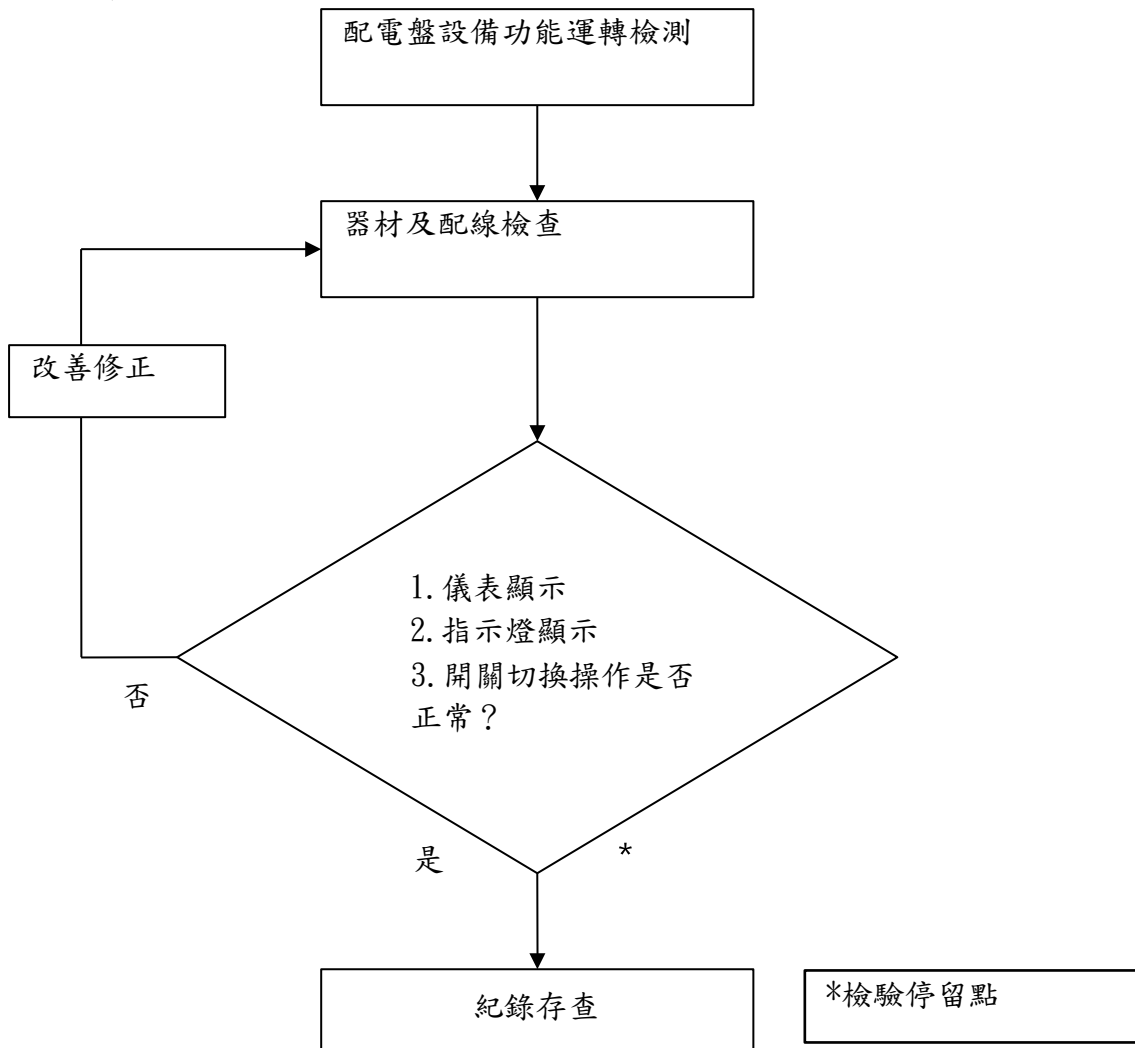 配電盤設備功能運轉檢測
器材及配線檢查
改善修正
1.儀表顯示
2.指示燈顯示
3.開關切換操作是否
正常？
否
是
*
紀錄存查
*檢驗停留點